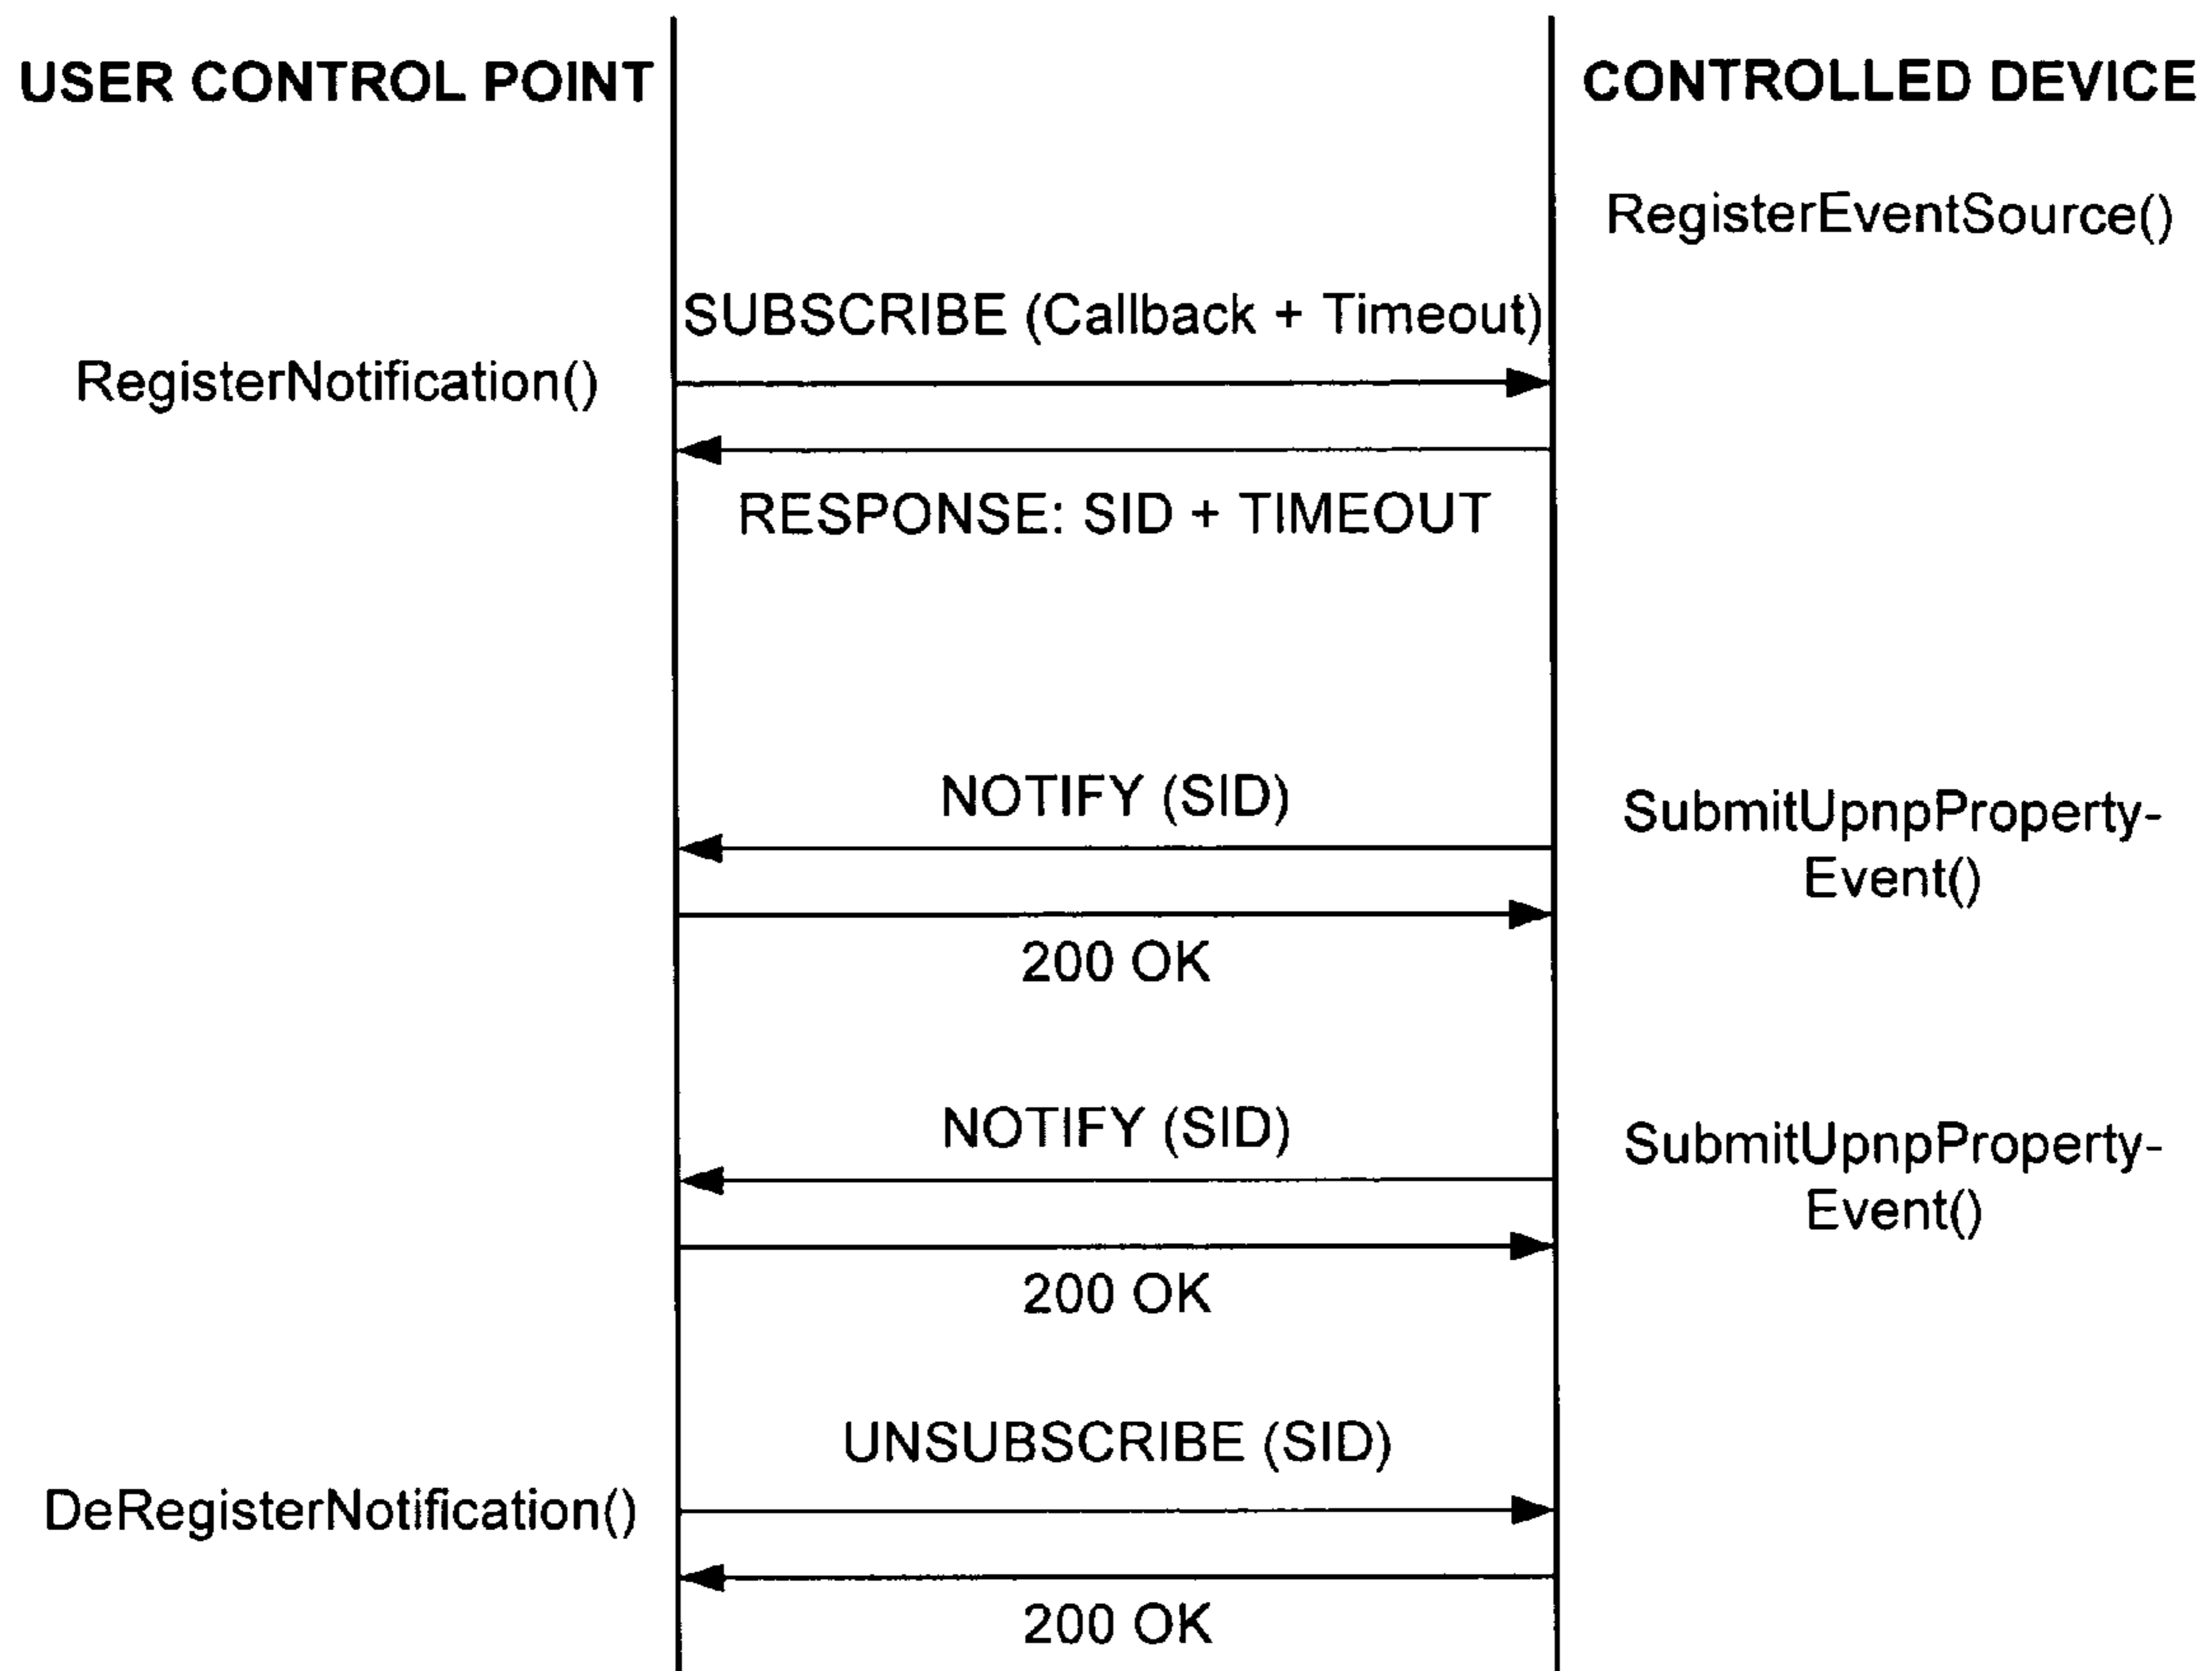 USER CONTROL POINT
CONTROLLED DEVICE
RegisterEventSource()
SUBSCRIBE (Callback + Timeout)
RegisterNotification()
RESPONSE: SID + TIMEOUT
NOTIFY (SID)
SubmitUpnpProperty-
Event()
200 OK
NOTIFY (SID)
SubmitUpnpProperty-
Event()
200 OK
UNSUBSCRIBE (SID)
DeRegisterNotification()
200 OK